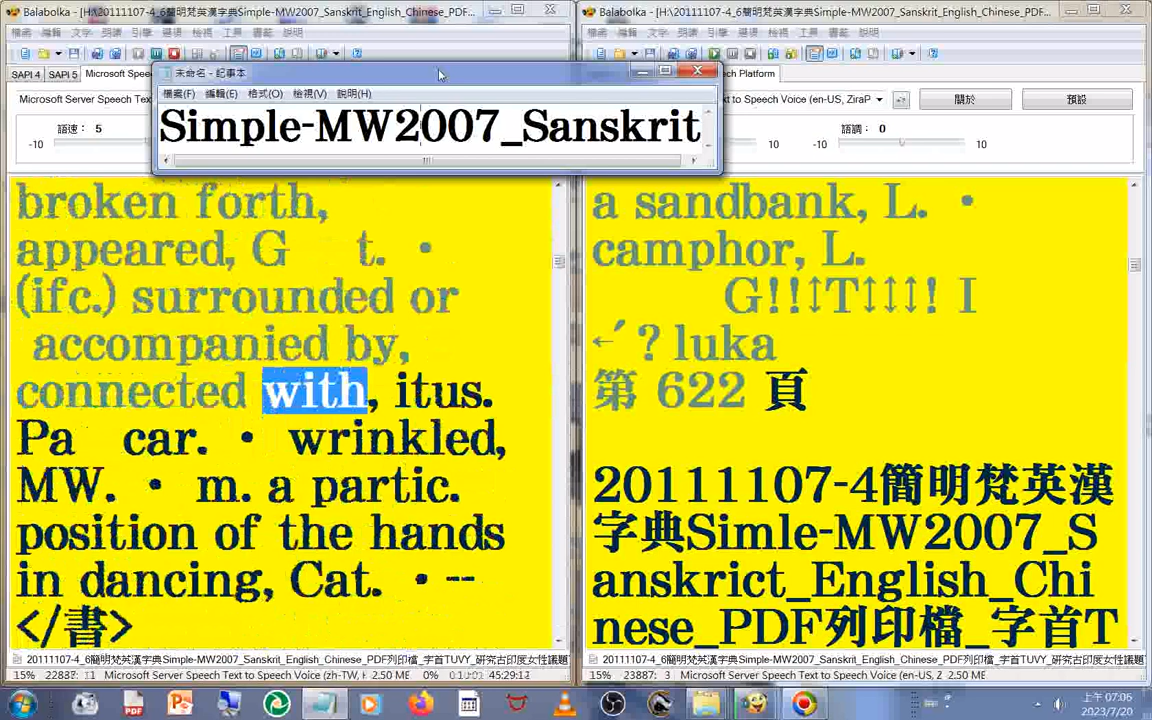 Balabolka - [H:\20111107-4_6簡明梵英漢字典Simple-MW2007_Sanskrit_English_Chinese_PDF...
Balabolka - [H:\20111107-4_6簡明梵英漢字典Simple-MW2007_Sanskrit_English_Chinese_PDF...
SAPI 4 SAPI 5 Microsoft Spee
未命名 - 記事本
檔案(F) 編輯(E) 格式(O) 檢視(V) 說明(H)
Simple-MW2007_Sanskrit
ech Platform
Microsoft Server Speech Text t
to Speech Voice (en-US, ZiraP
關於
預設
語速： 5
-10
語調： 0
10 -10 10
broken forth,
appeared, G t. •
(ifc.) surrounded or
accompanied by,
connected with, itus.
Pa car. • wrinkled,
MW. • m. a partic.
position of the hands
in dancing, Cat. • --
</書>
a sandbank, L. •
camphor, L.
G!!↕T↕↕↕! I
←´？luka
第 622 頁
20111107-4簡明梵英漢
字典Simle-MW2007_S
anskrict_English_Chi
nese_PDF列印檔_字首T
20111107-4_6簡明梵英漢字典Simple-MW2007_Sanskrit_English_Chinese_PDF列印檔_字首TUVY_研究古印度女性議題
20111107-4_6簡明梵英漢字典Simple-MW2007_Sanskrit_English_Chinese_PDF列印檔_字首TUVY_研究古印度女性議題
Microsoft Server Speech Text to Speech Voice (zh-TW, H 2.50 MB 0% 45:29:12
15% 23887: 3 Microsoft Server Speech Text to Speech Voice (en-US, Z 2.50 MB
上午 07:06
2023/7/20